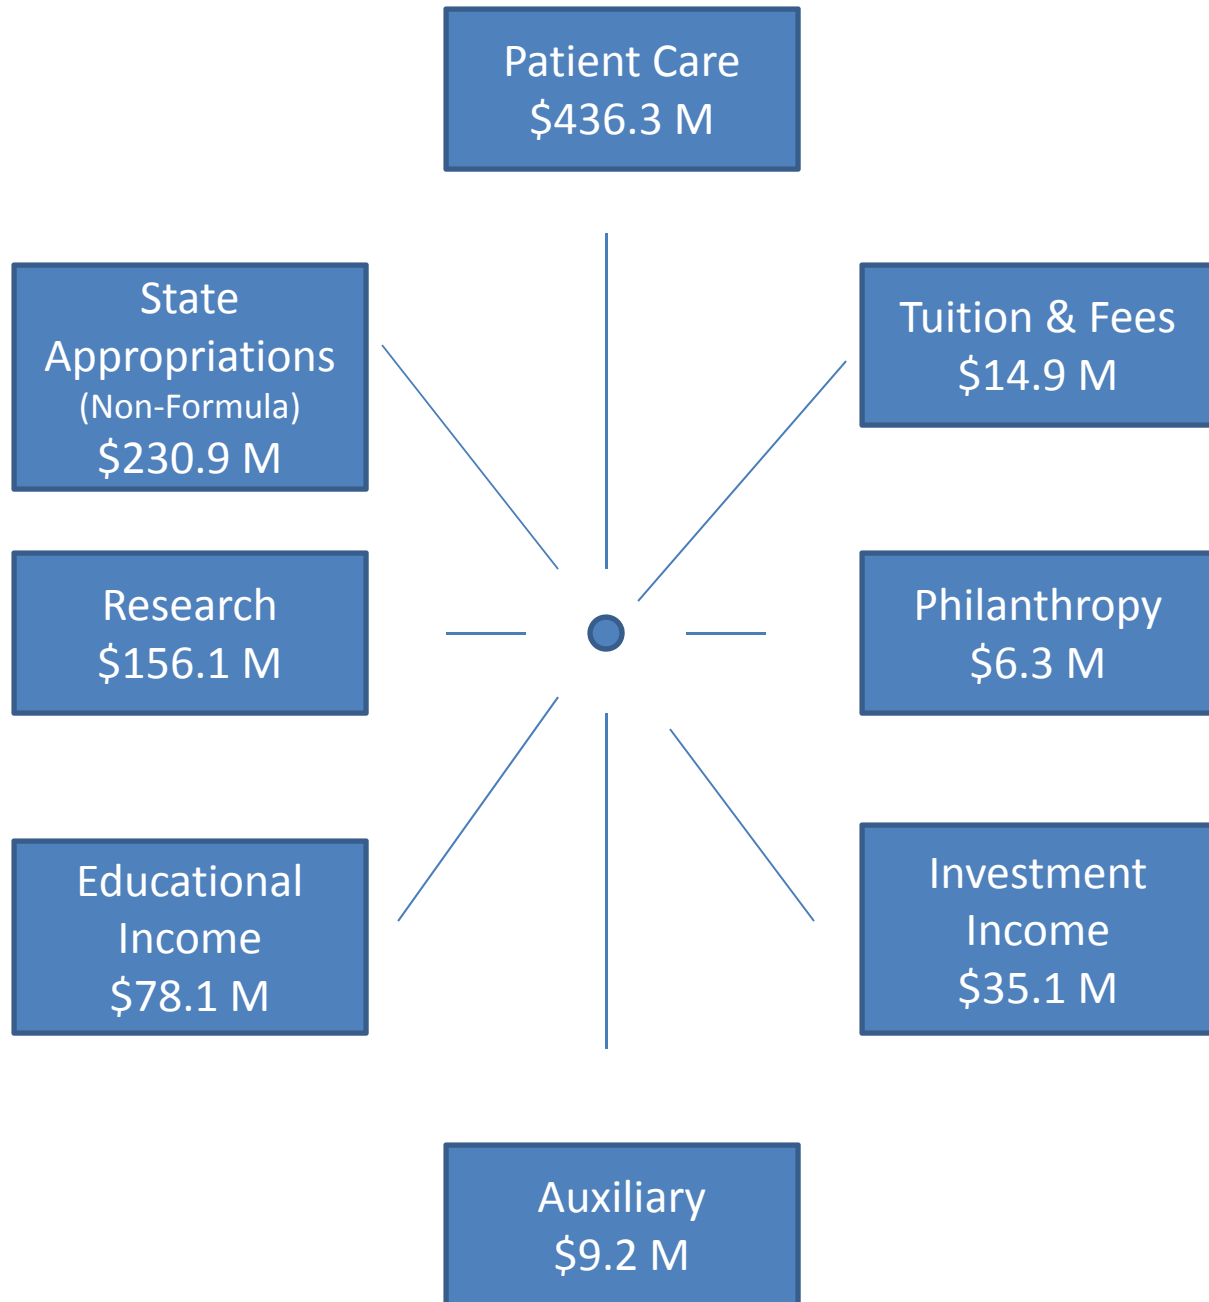 Patient Care
$436.3 M
State
Appropriations
(Non-Formula)
$230.9 M
Tuition & Fees
$14.9 M
Research
$156.1 M
Philanthropy
$6.3 M
Educational
Income
$78.1 M
Investment
Income
$35.1 M
Auxiliary
$9.2 M